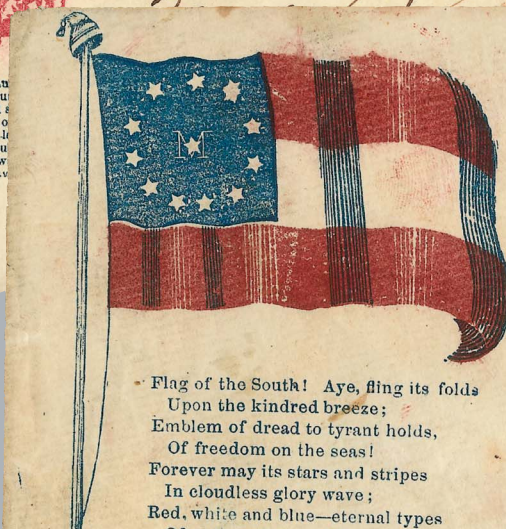 M
Flag of the South! Aye, fling its folds
Upon the kindred breeze;
Emblem of dread to tyrant holds,
Of freedom on the seas!
Forever may its stars and stripes
In cloudless glory wave;
Red, white and blue—eternal types